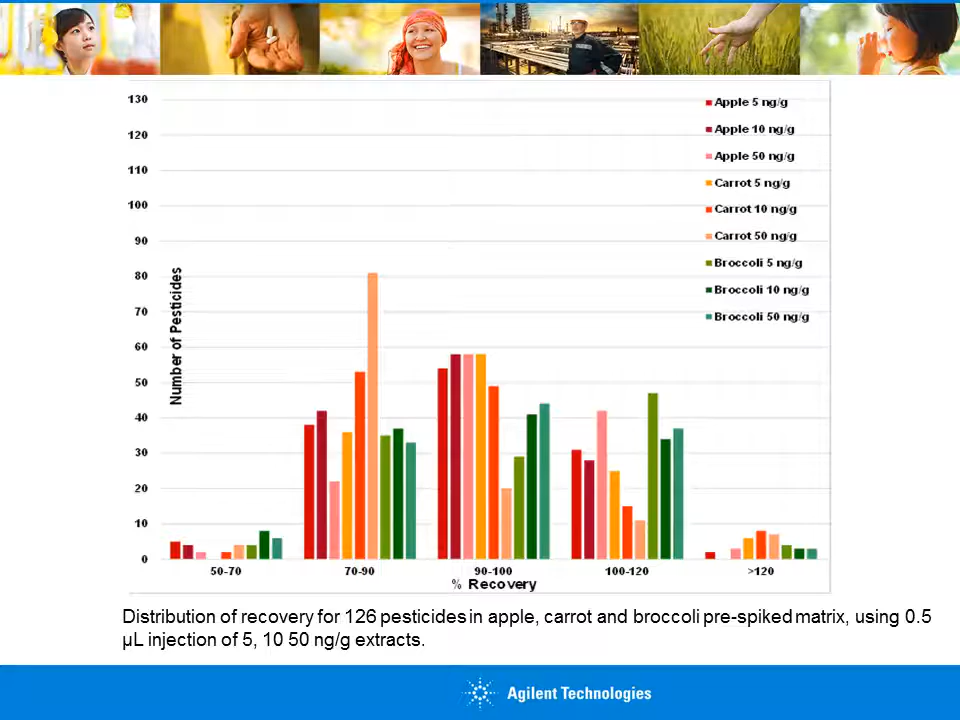 130
120
110
100
90
80
70
60
50
40
30
20
10
0
Number of Pesticides
Apple 5 ng/g
Apple 10 ng/g
Apple 50 ng/g
Carrot 5 ng/g
Carrot 10 ng/g
Carrot 50 ng/g
Broccoli 5 ng/g
Broccoli 10 ng/g
Broccoli 50 ng/g
50-70 70-90 90-100 100-120 >120
% Recovery
Distribution of recovery for 126 pesticides in apple, carrot and broccoli pre-spiked matrix, using 0.5
µL injection of 5, 10 50 ng/g extracts.
Agilent Technologies